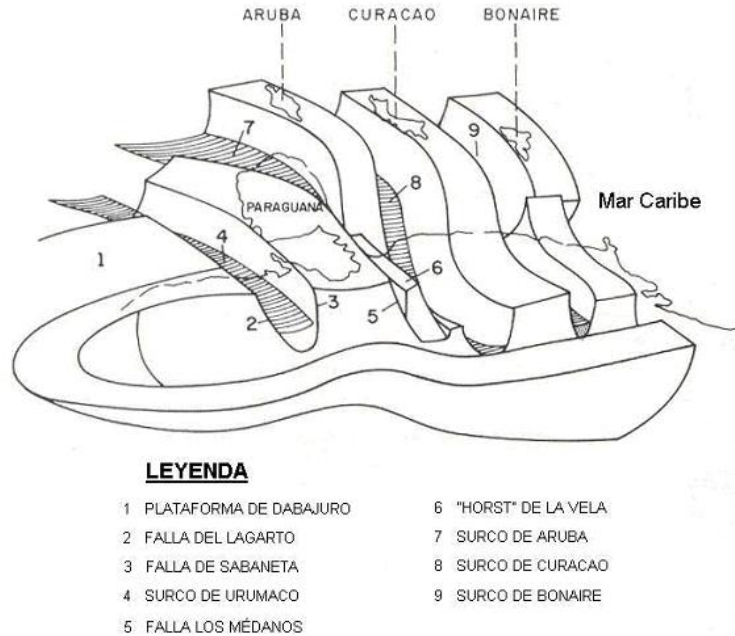 ARUBA CURACAO BONAIRE
7
9
8
Mar Caribe
PARAGUANA
4
1
6
3
5
2
LEYENDA
1 PLATAFORMA DE DABAJURO
2 FALLA DEL LAGARTO
3 FALLA DE SABANETA
4 SURCO DE URUMACO
5 FALLA LOS MÉDANOS
6 "HORST" DE LA VELA
7 SURCO DE ARUBA
8 SURCO DE CURACAO
9 SURCO DE BONAIRE